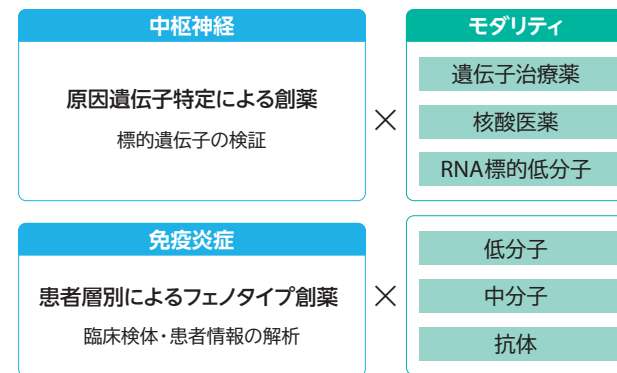 中枢神経
原因遺伝子特定による創薬
標的遺伝子の検証
×
モダリティ
遺伝子治療薬
核酸医薬
RNA標的低分子
免疫炎症
患者層別によるフェノタイプ創薬
臨床検体・患者情報の解析
×
低分子
中分子
抗体